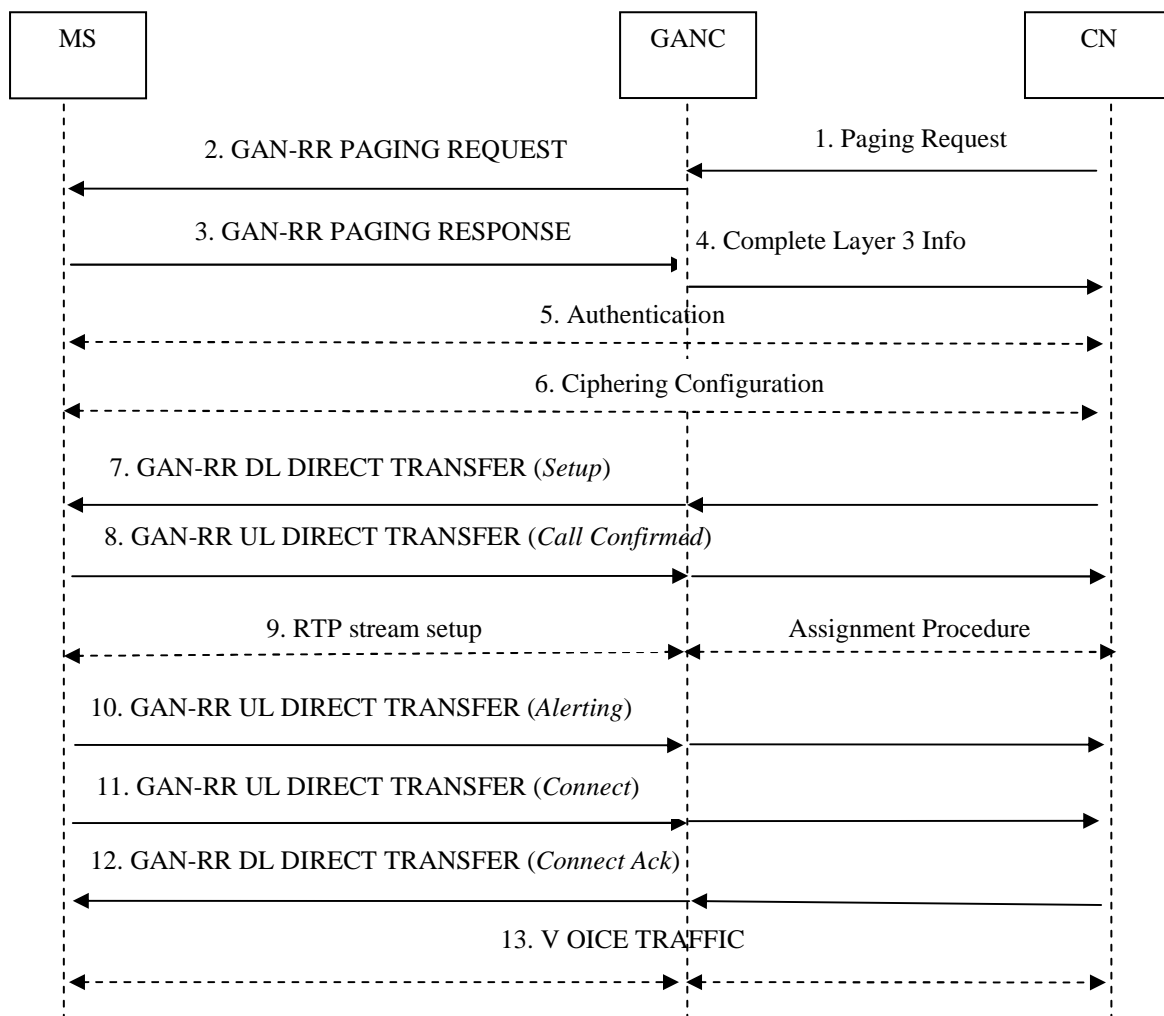 MS
GANC
CN
1. Paging Request
2. GAN-RR PAGING REQUEST
3. GAN-RR PAGING RESPONSE
4. Complete Layer 3 Info
5. Authentication
6. Ciphering Configuration
7. GAN-RR DL DIRECT TRANSFER (Setup)
8. GAN-RR UL DIRECT TRANSFER (Call Confirmed)
9. RTP stream setup
Assignment Procedure
10. GAN-RR UL DIRECT TRANSFER (Alerting)
11. GAN-RR UL DIRECT TRANSFER (Connect)
12. GAN-RR DL DIRECT TRANSFER (Connect Ack)
13. V OICE TRAFFIC